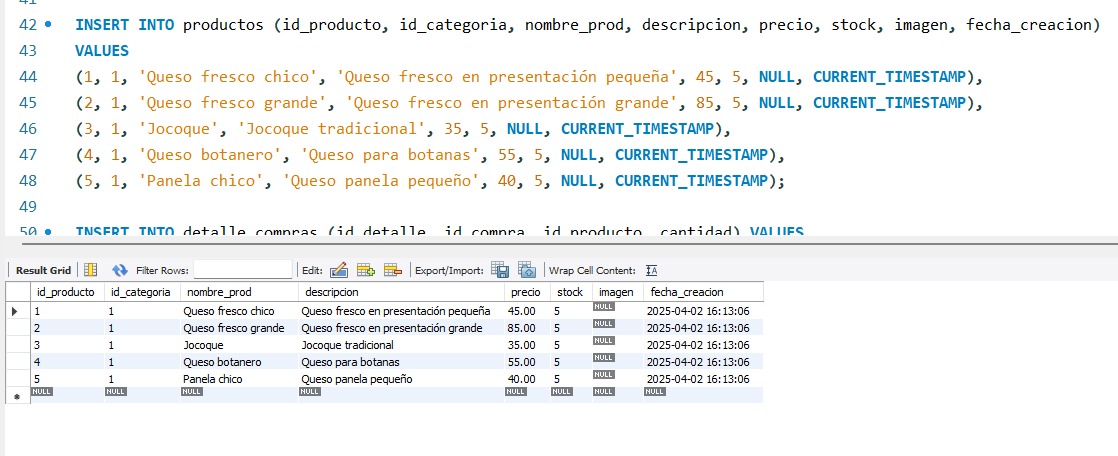 41
42 INSERT INTO productos (id_producto, id_categoria, nombre_prod, descripcion, precio, stock, imagen, fecha_creacion)
43 VALUES
44 (1, 1, 'Queso fresco chico', 'Queso fresco en presentación pequeña', 45, 5, NULL, CURRENT_TIMESTAMP),
45 (2, 1, 'Queso fresco grande', 'Queso fresco en presentación grande', 85, 5, NULL, CURRENT_TIMESTAMP),
46 (3, 1, 'Jocoque', 'Jocoque tradicional', 35, 5, NULL, CURRENT_TIMESTAMP),
47 (4, 1, 'Queso botanero', 'Queso para botanas', 55, 5, NULL, CURRENT_TIMESTAMP),
48 (5, 1, 'Panela chico', 'Queso panela pequeño', 40, 5, NULL, CURRENT_TIMESTAMP);
49
50 INSERT INTO detalle_compras (id_detalle, id_compra, id_producto, cantidad) VALUES
Result Grid Filter Rows: Edit: Export/Import: Wrap Cell Content:
id_producto id_categoria nombre_prod descripcion precio stock imagen fecha_creacion
1 1 Queso fresco chico Queso fresco en presentación pequeña 45.00 5 NULL 2025-04-02 16:13:06
2 1 Queso fresco grande Queso fresco en presentación grande 85.00 5 NULL 2025-04-02 16:13:06
3 1 Jocoque Jocoque tradicional 35.00 5 NULL 2025-04-02 16:13:06
4 1 Queso botanero Queso para botanas 55.00 5 NULL 2025-04-02 16:13:06
5 1 Panela chico Queso panela pequeño 40.00 5 NULL 2025-04-02 16:13:06
NULL NULL NULL NULL NULL NULL NULL NULL